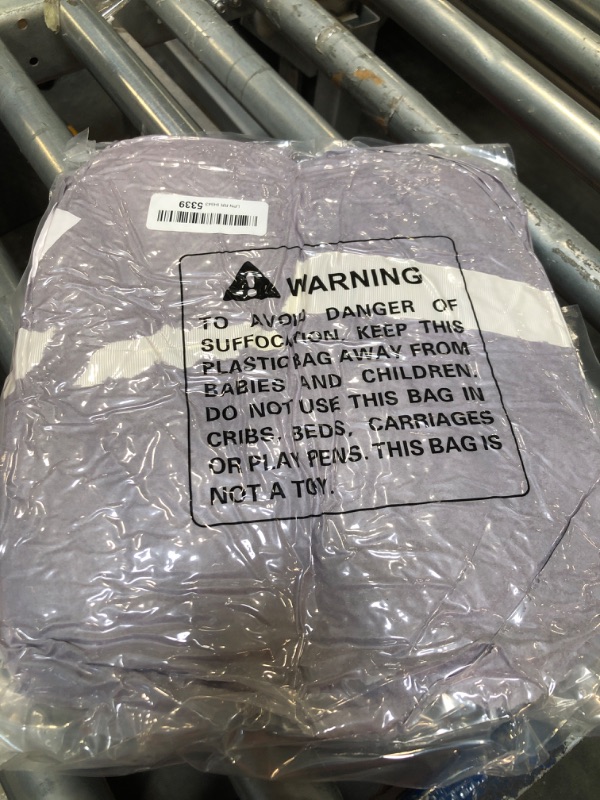 5339
WARNING
TO AVOID DANGER OF
SUFFOCATION, KEEP THIS
PLASTIC BAG AWAY FROM
BABIES AND CHILDREN.
DO NOT USE THIS BAG IN
CRIBS, BEDS, CARRIAGES
OR PLAY PENS. THIS BAG IS
NOT A TOY.